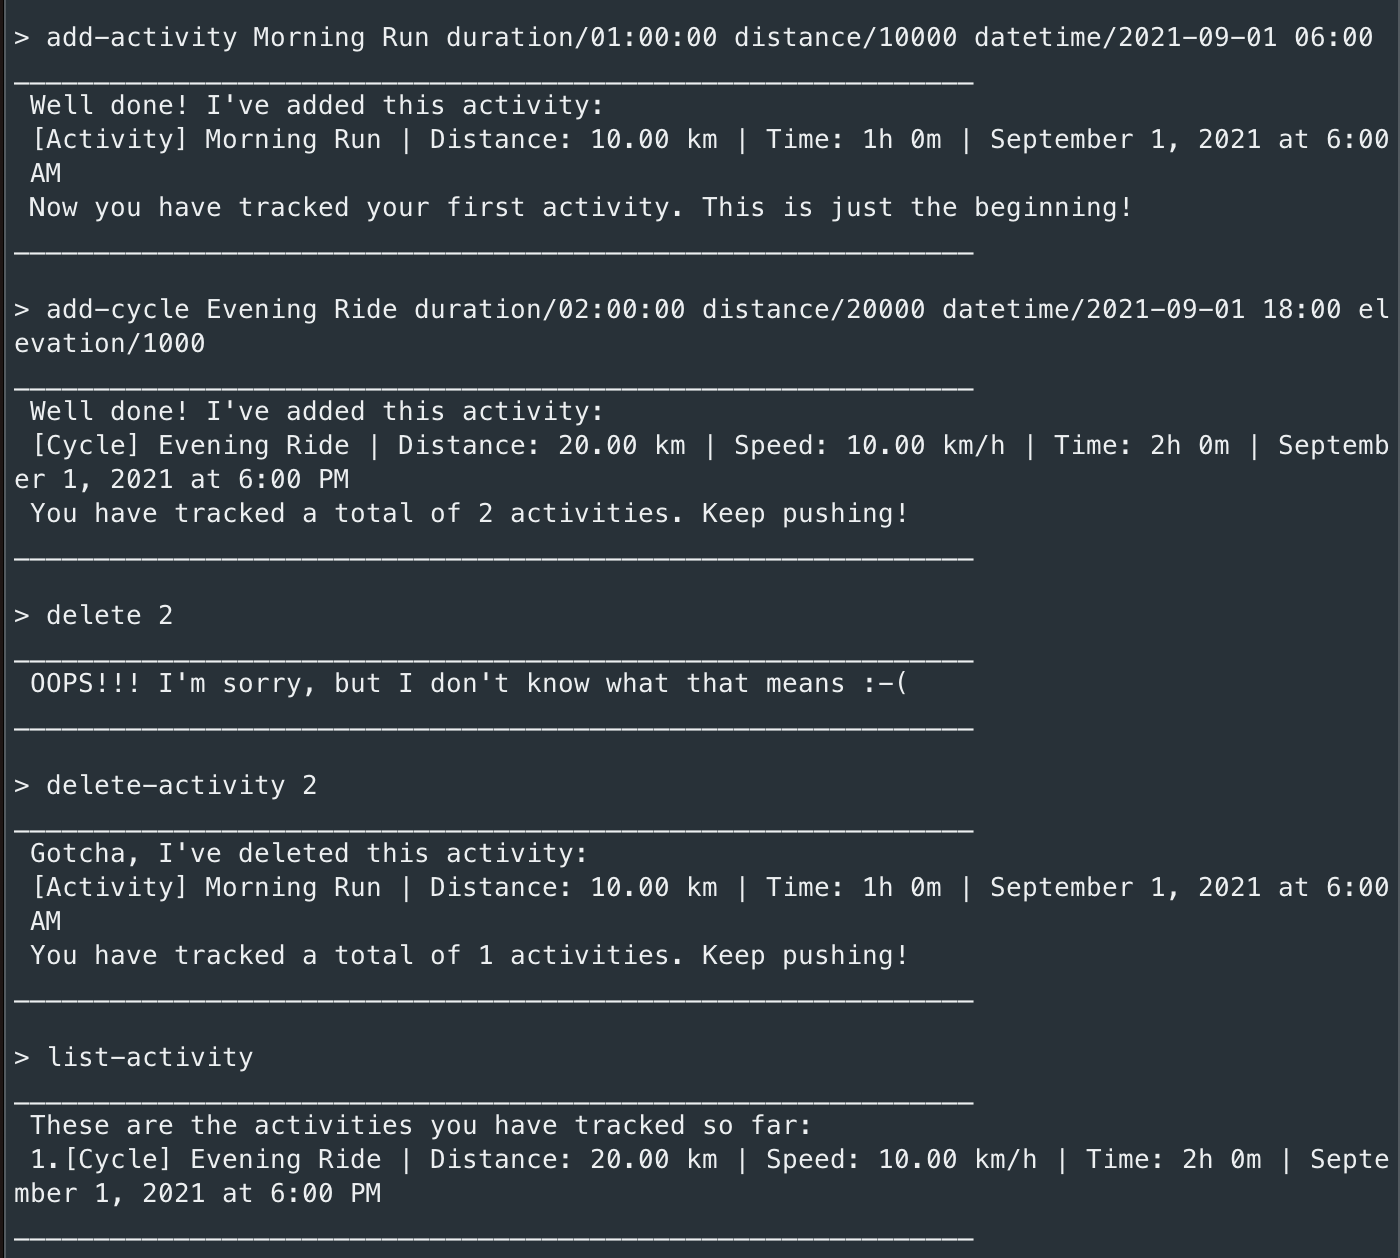 > add-activity Morning Run duration/01:00:00 distance/10000 datetime/2021-09-01 06:00
____________________________________________________________
Well done! I've added this activity:
[Activity] Morning Run | Distance: 10.00 km | Time: 1h 0m | September 1, 2021 at 6:00
AM
Now you have tracked your first activity. This is just the beginning!
____________________________________________________________
> add-cycle Evening Ride duration/02:00:00 distance/20000 datetime/2021-09-01 18:00 el
evation/1000
____________________________________________________________
Well done! I've added this activity:
[Cycle] Evening Ride | Distance: 20.00 km | Speed: 10.00 km/h | Time: 2h 0m | Septemb
er 1, 2021 at 6:00 PM
You have tracked a total of 2 activities. Keep pushing!
____________________________________________________________
> delete 2
____________________________________________________________
OOPS!!! I'm sorry, but I don't know what that means :-(
____________________________________________________________
> delete-activity 2
____________________________________________________________
Gotcha, I've deleted this activity:
[Activity] Morning Run | Distance: 10.00 km | Time: 1h 0m | September 1, 2021 at 6:00
AM
You have tracked a total of 1 activities. Keep pushing!
____________________________________________________________
> list-activity
____________________________________________________________
These are the activities you have tracked so far:
1.[Cycle] Evening Ride | Distance: 20.00 km | Speed: 10.00 km/h | Time: 2h 0m | Septe
mber 1, 2021 at 6:00 PM
____________________________________________________________